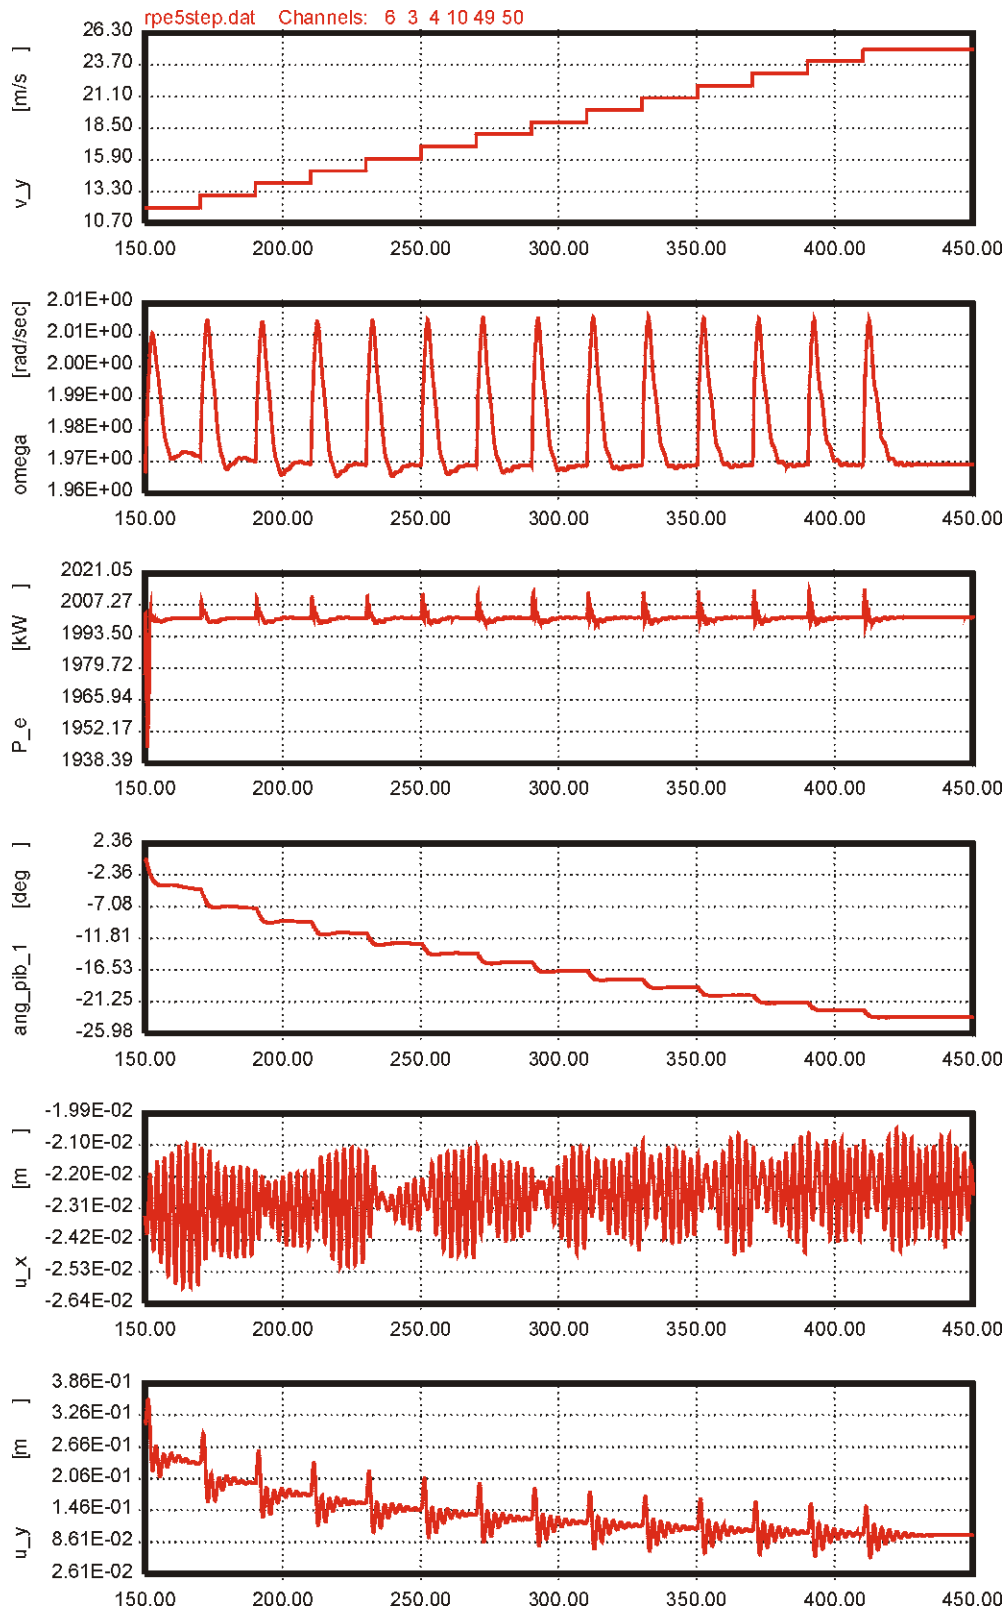 rpe5step.dat Channels: 6 3 4 10 49 50
v_y [m/s ]
26.30
23.70
21.10
18.50
15.90
13.30
10.70
150.00 200.00 250.00 300.00 350.00 400.00 450.00
omega [rad/sec]
2.01E+00
2.01E+00
2.00E+00
1.99E+00
1.98E+00
1.97E+00
1.96E+00
150.00 200.00 250.00 300.00 350.00 400.00 450.00
P_e [kW ]
2021.05
2007.27
1993.50
1979.72
1965.94
1952.17
1938.39
150.00 200.00 250.00 300.00 350.00 400.00 450.00
ang_pib_1 [deg ]
2.36
-2.36
-7.08
-11.81
-16.53
-21.25
-25.98
150.00 200.00 250.00 300.00 350.00 400.00 450.00
u_x [m ]
-1.99E-02
-2.10E-02
-2.20E-02
-2.31E-02
-2.42E-02
-2.53E-02
-2.64E-02
150.00 200.00 250.00 300.00 350.00 400.00 450.00
u_y [m ]
3.86E-01
3.26E-01
2.66E-01
2.06E-01
1.46E-01
8.61E-02
2.61E-02
150.00 200.00 250.00 300.00 350.00 400.00 450.00